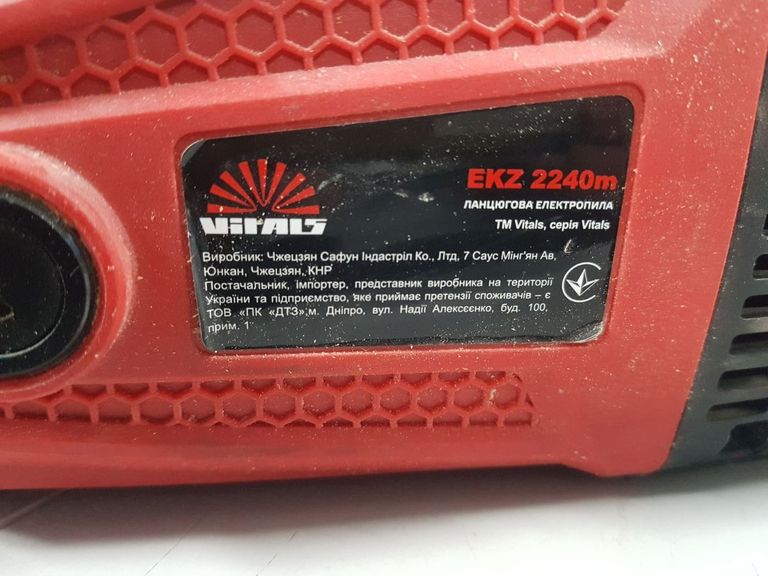 VITALS
EKZ 2240m
ЛАНЦЮГОВА ЕЛЕКТРОПИЛА
TM Vitals, серія Vitals
Виробник: Чжецзян Сафун Індастріл Ко., Лтд, 7 Саус Мінг'ян Ав,
Юнкан, Чжецзян, КНР
Постачальник, імпортер, представник виробника на території
України та підприємство, яке приймає претензії споживачів – є
ТОВ «ПК «ДТЗ», м. Дніпро, вул. Надії Алексєєнко, буд. 100,
прим. 1